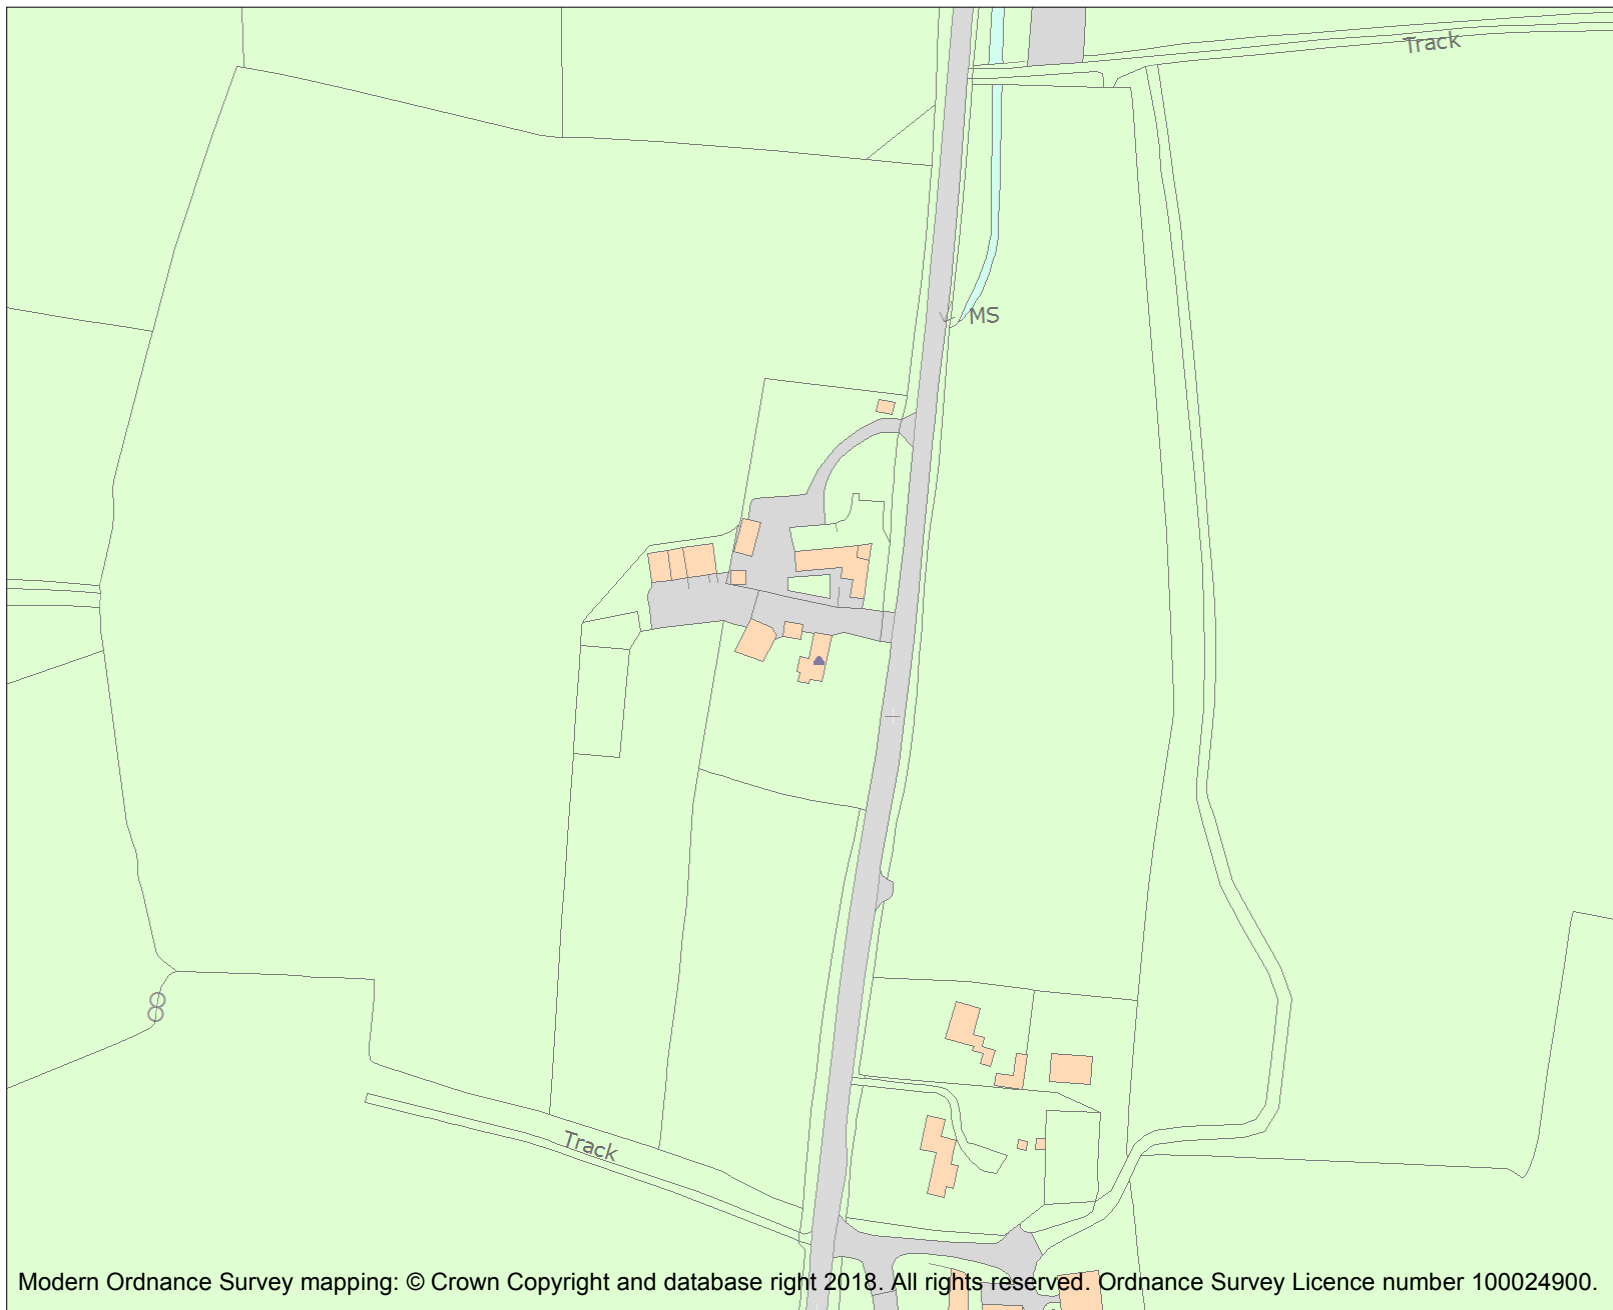 Track
MS
Track
Modern Ordnance Survey mapping: © Crown Copyright and database right 2018. All rights reserved. Ordnance Survey Licence number 100024900.